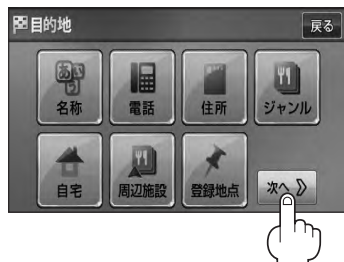 目的地
戻る
名称
電話
住所
ジャンル
自宅
周辺施設
登録地点
次へ